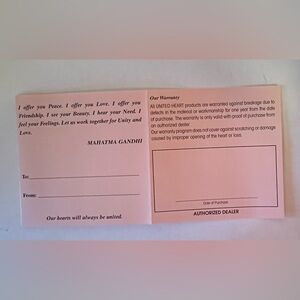 I offer you Peace. I offer you Love. I offer you
Friendship. I see your Beauty. I hear your Need. I
feel your Feelings. Let us work together for Unity and
Love.
MAHATMA GANDHI
To:
From:
Our hearts will always be united.
Our Warranty
All UNITED HEART products are warranted against breakage due to
defects in the material or workmanship for one year from the date
of purchase. The warranty is only valid with proof of purchase from
an authorized dealer.
Our warranty program does not cover against scratching or damage
caused by improper opening of the heart or loss.
Date of Purchase
AUTHORIZED DEALER